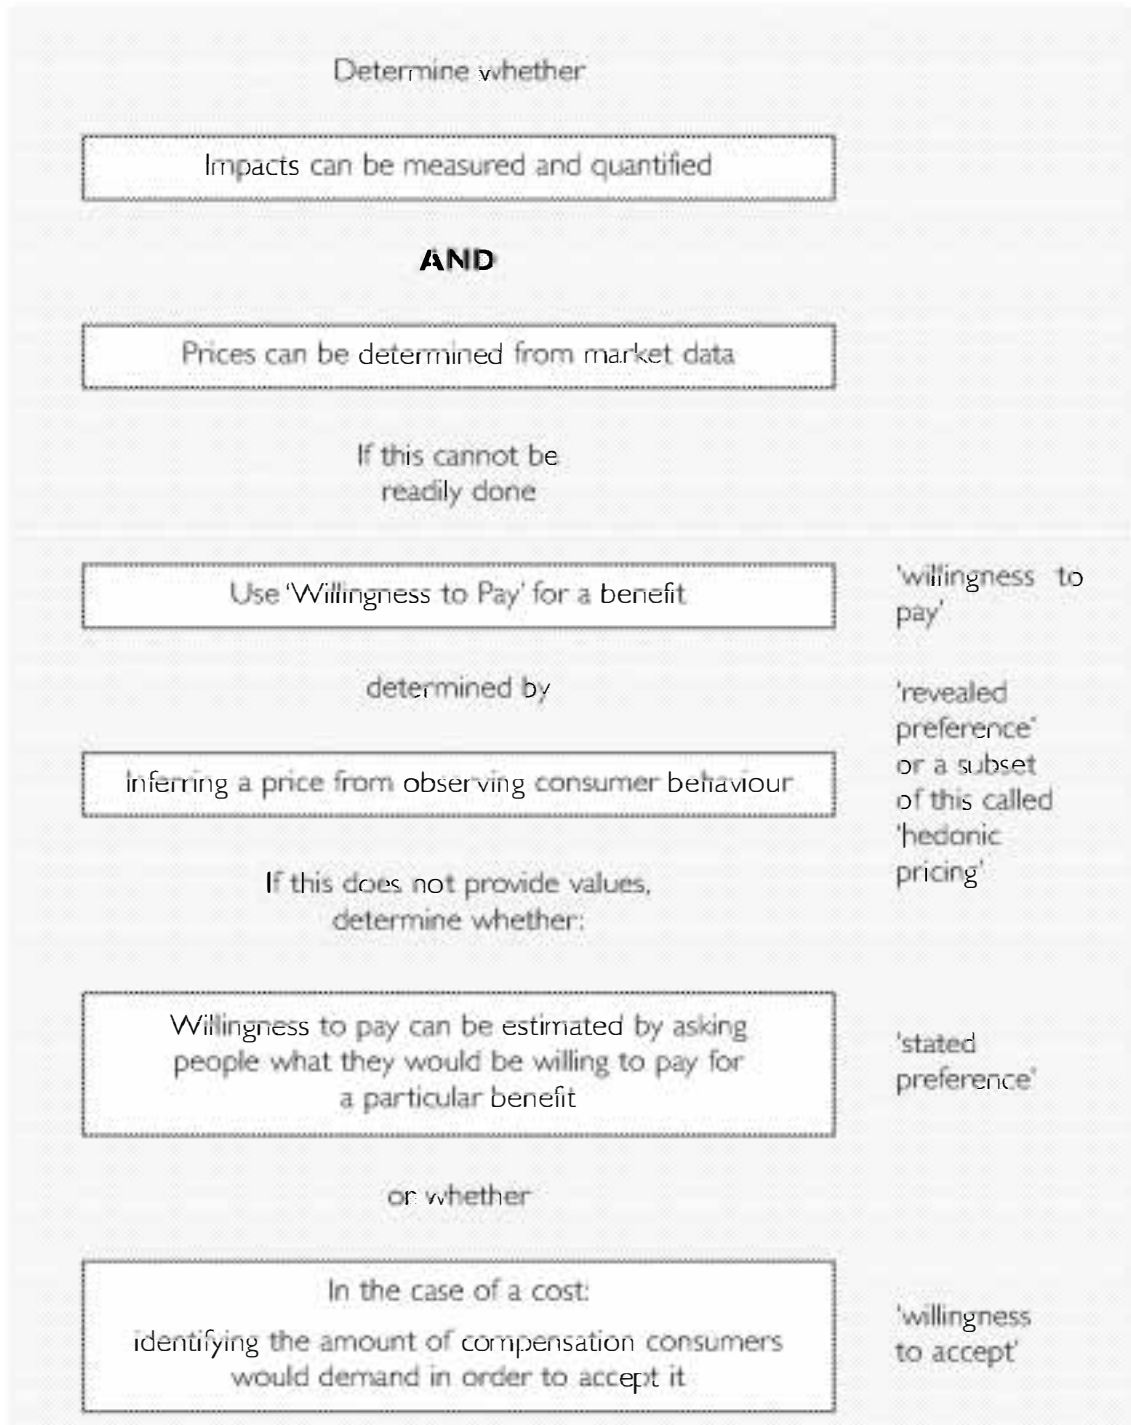 Determine whether
Impacts can be measured and quantified
AND
Prices can be determined from market data
If this cannot be
readily done
Use 'Willingness to Pay' for a benefit
'willingness to
pay'
determined by
Inferring a price from observing consumer behaviour
'revealed
preference'
or a subset
of this called
'hedonic
pricing'
If this does not provide values,
determine whether:
Willingness to pay can be estimated by asking
people what they would be willing to pay for
a particular benefit
'stated
preference'
or whether
In the case of a cost:
identifying the amount of compensation consumers
would demand in order to accept it
'willingness
to accept'